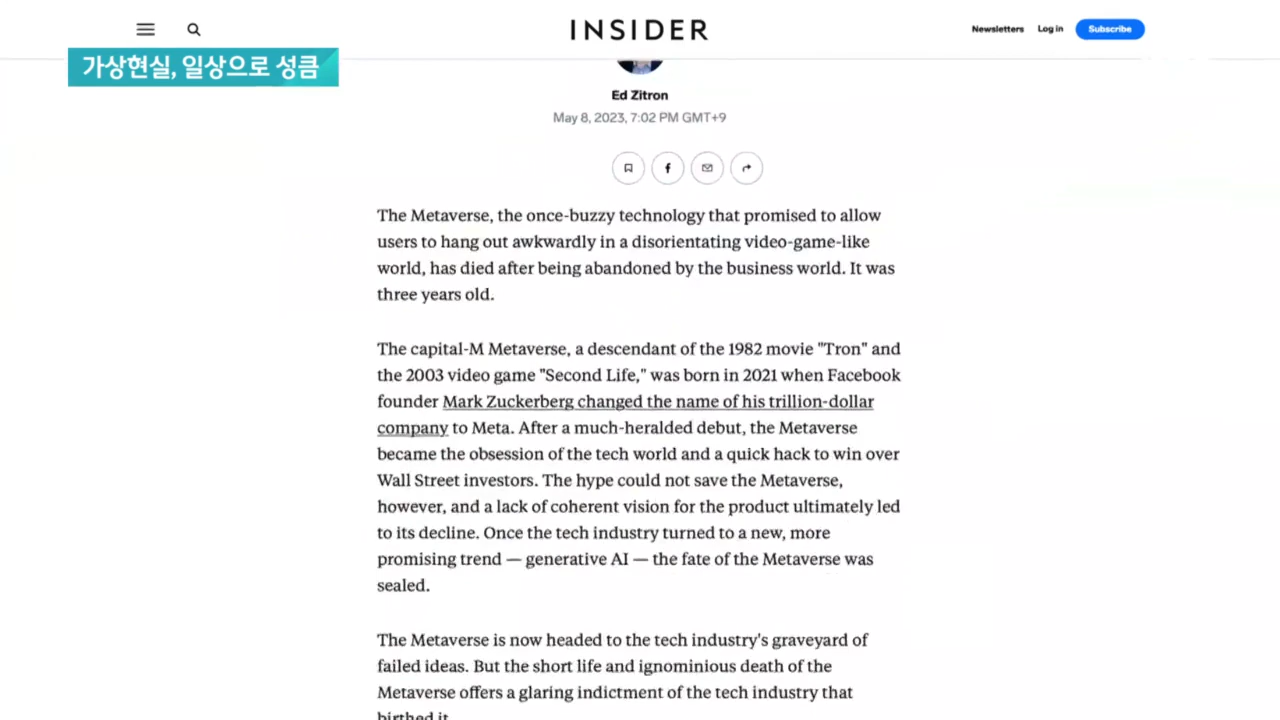 INSIDER
Newsletters
Log in
Subscribe
가상현실, 일상으로 성큼
Ed Zitron
May 8, 2023, 7:02 PM GMT+9
The Metaverse, the once-buzzy technology that promised to allow
users to hang out awkwardly in a disorientating video-game-like
world, has died after being abandoned by the business world. It was
three years old.
The capital-M Metaverse, a descendant of the 1982 movie "Tron" and
the 2003 video game "Second Life," was born in 2021 when Facebook
founder Mark Zuckerberg changed the name of his trillion-dollar
company to Meta. After a much-heralded debut, the Metaverse
became the obsession of the tech world and a quick hack to win over
Wall Street investors. The hype could not save the Metaverse,
however, and a lack of coherent vision for the product ultimately led
to its decline. Once the tech industry turned to a new, more
promising trend — generative AI — the fate of the Metaverse was
sealed.
The Metaverse is now headed to the tech industry's graveyard of
failed ideas. But the short life and ignominious death of the
Metaverse offers a glaring indictment of the tech industry that
birthed it.